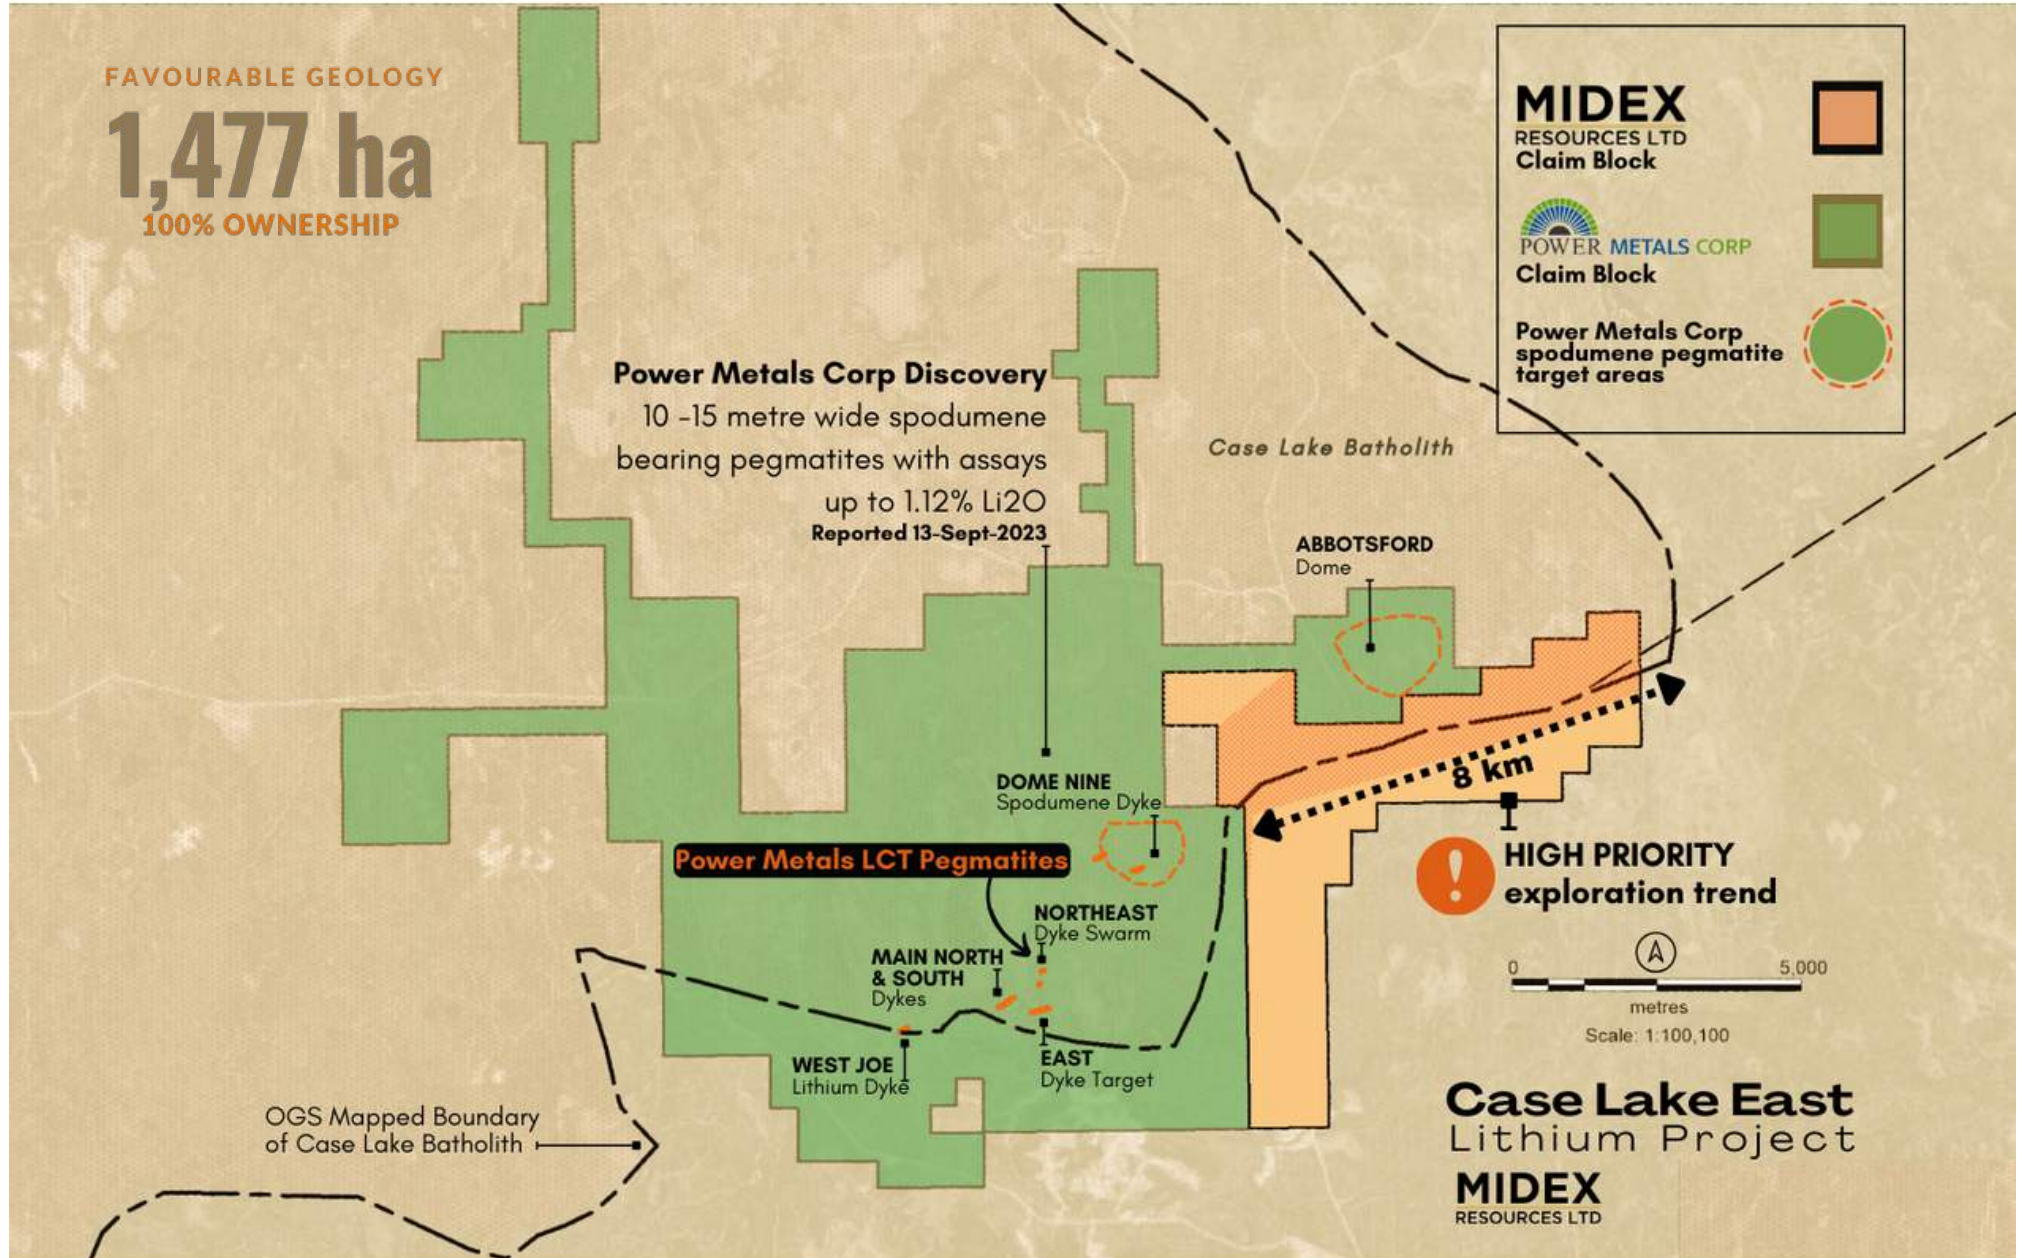 FAVOURABLE GEOLOGY
1,477 ha
100% OWNERSHIP
MIDEX
RESOURCES LTD
Claim Block
POWER METALS CORP
Claim Block
Power Metals Corp
spodumene pegmatite
target areas
Power Metals Corp Discovery
10 -15 metre wide spodumene
bearing pegmatites with assays
up to 1.12% Li2O
Reported 13-Sept-2023
Case Lake Batholith
ABBOTSFORD
Dome
8 km
DOME NINE
Spodumene Dyke
Power Metals LCT Pegmatites
HIGH PRIORITY
exploration trend
NORTHEAST
Dyke Swarm
MAIN NORTH
& SOUTH
Dykes
WEST JOE
Lithium Dyke
EAST
Dyke Target
0 5,000
metres
Scale: 1:100,100
OGS Mapped Boundary
of Case Lake Batholith
Case Lake East
Lithium Project
MIDEX
RESOURCES LTD